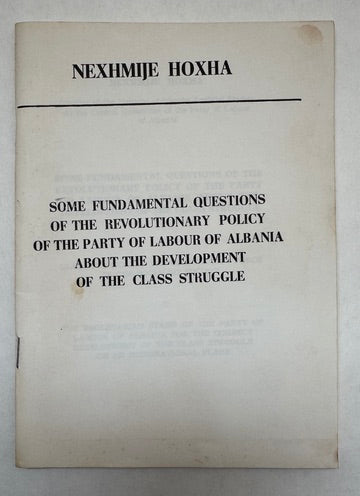 NEXHMIJE HOXHA
SOME FUNDAMENTAL QUESTIONS
OF THE REVOLUTIONARY POLICY
OF THE PARTY OF LABOUR OF ALBANIA
ABOUT THE DEVELOPMENT
OF THE CLASS STRUGGLE